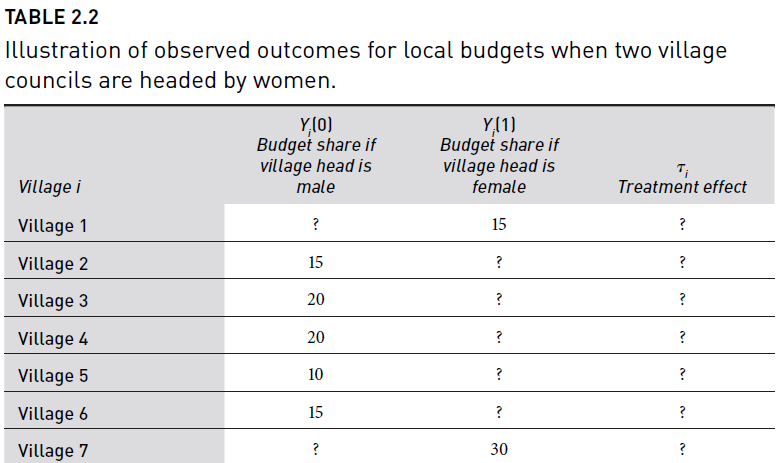 TABLE 2.2
Illustration of observed outcomes for local budgets when two village
councils are headed by women.
Village i
Yᵢ(0)
Budget share if
village head is
male
Yᵢ(1)
Budget share if
village head is
female
τᵢ
Treatment effect
Village 1 ? 15 ?
Village 2 15 ? ?
Village 3 20 ? ?
Village 4 20 ? ?
Village 5 10 ? ?
Village 6 15 ? ?
Village 7 ? 30 ?